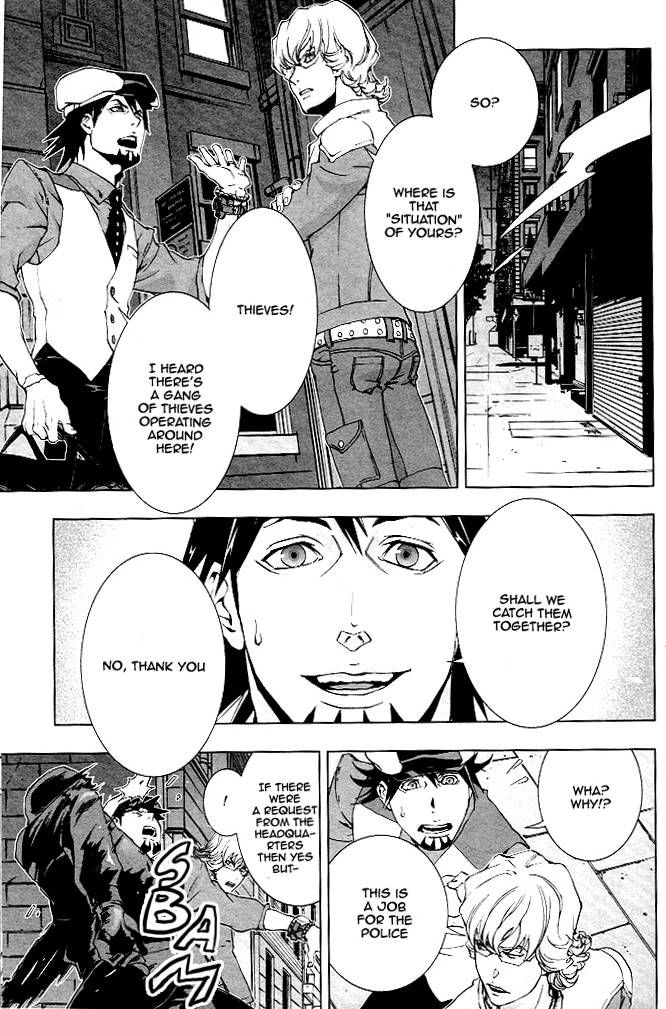 SO?
WHERE IS
THAT
"SITUATION"
OF YOURS?
THIEVES!
I HEARD
THERE'S
A GANG
OF THIEVES
OPERATING
AROUND
HERE!
SHALL WE
CATCH THEM
TOGETHER?
NO, THANK YOU
WHA?
WHY!?
THIS IS
A JOB
FOR THE
POLICE
IF THERE
WERE
A REQUEST
FROM THE
HEADQUA-
RTERS
THEN YES
BUT-
!
SBAM